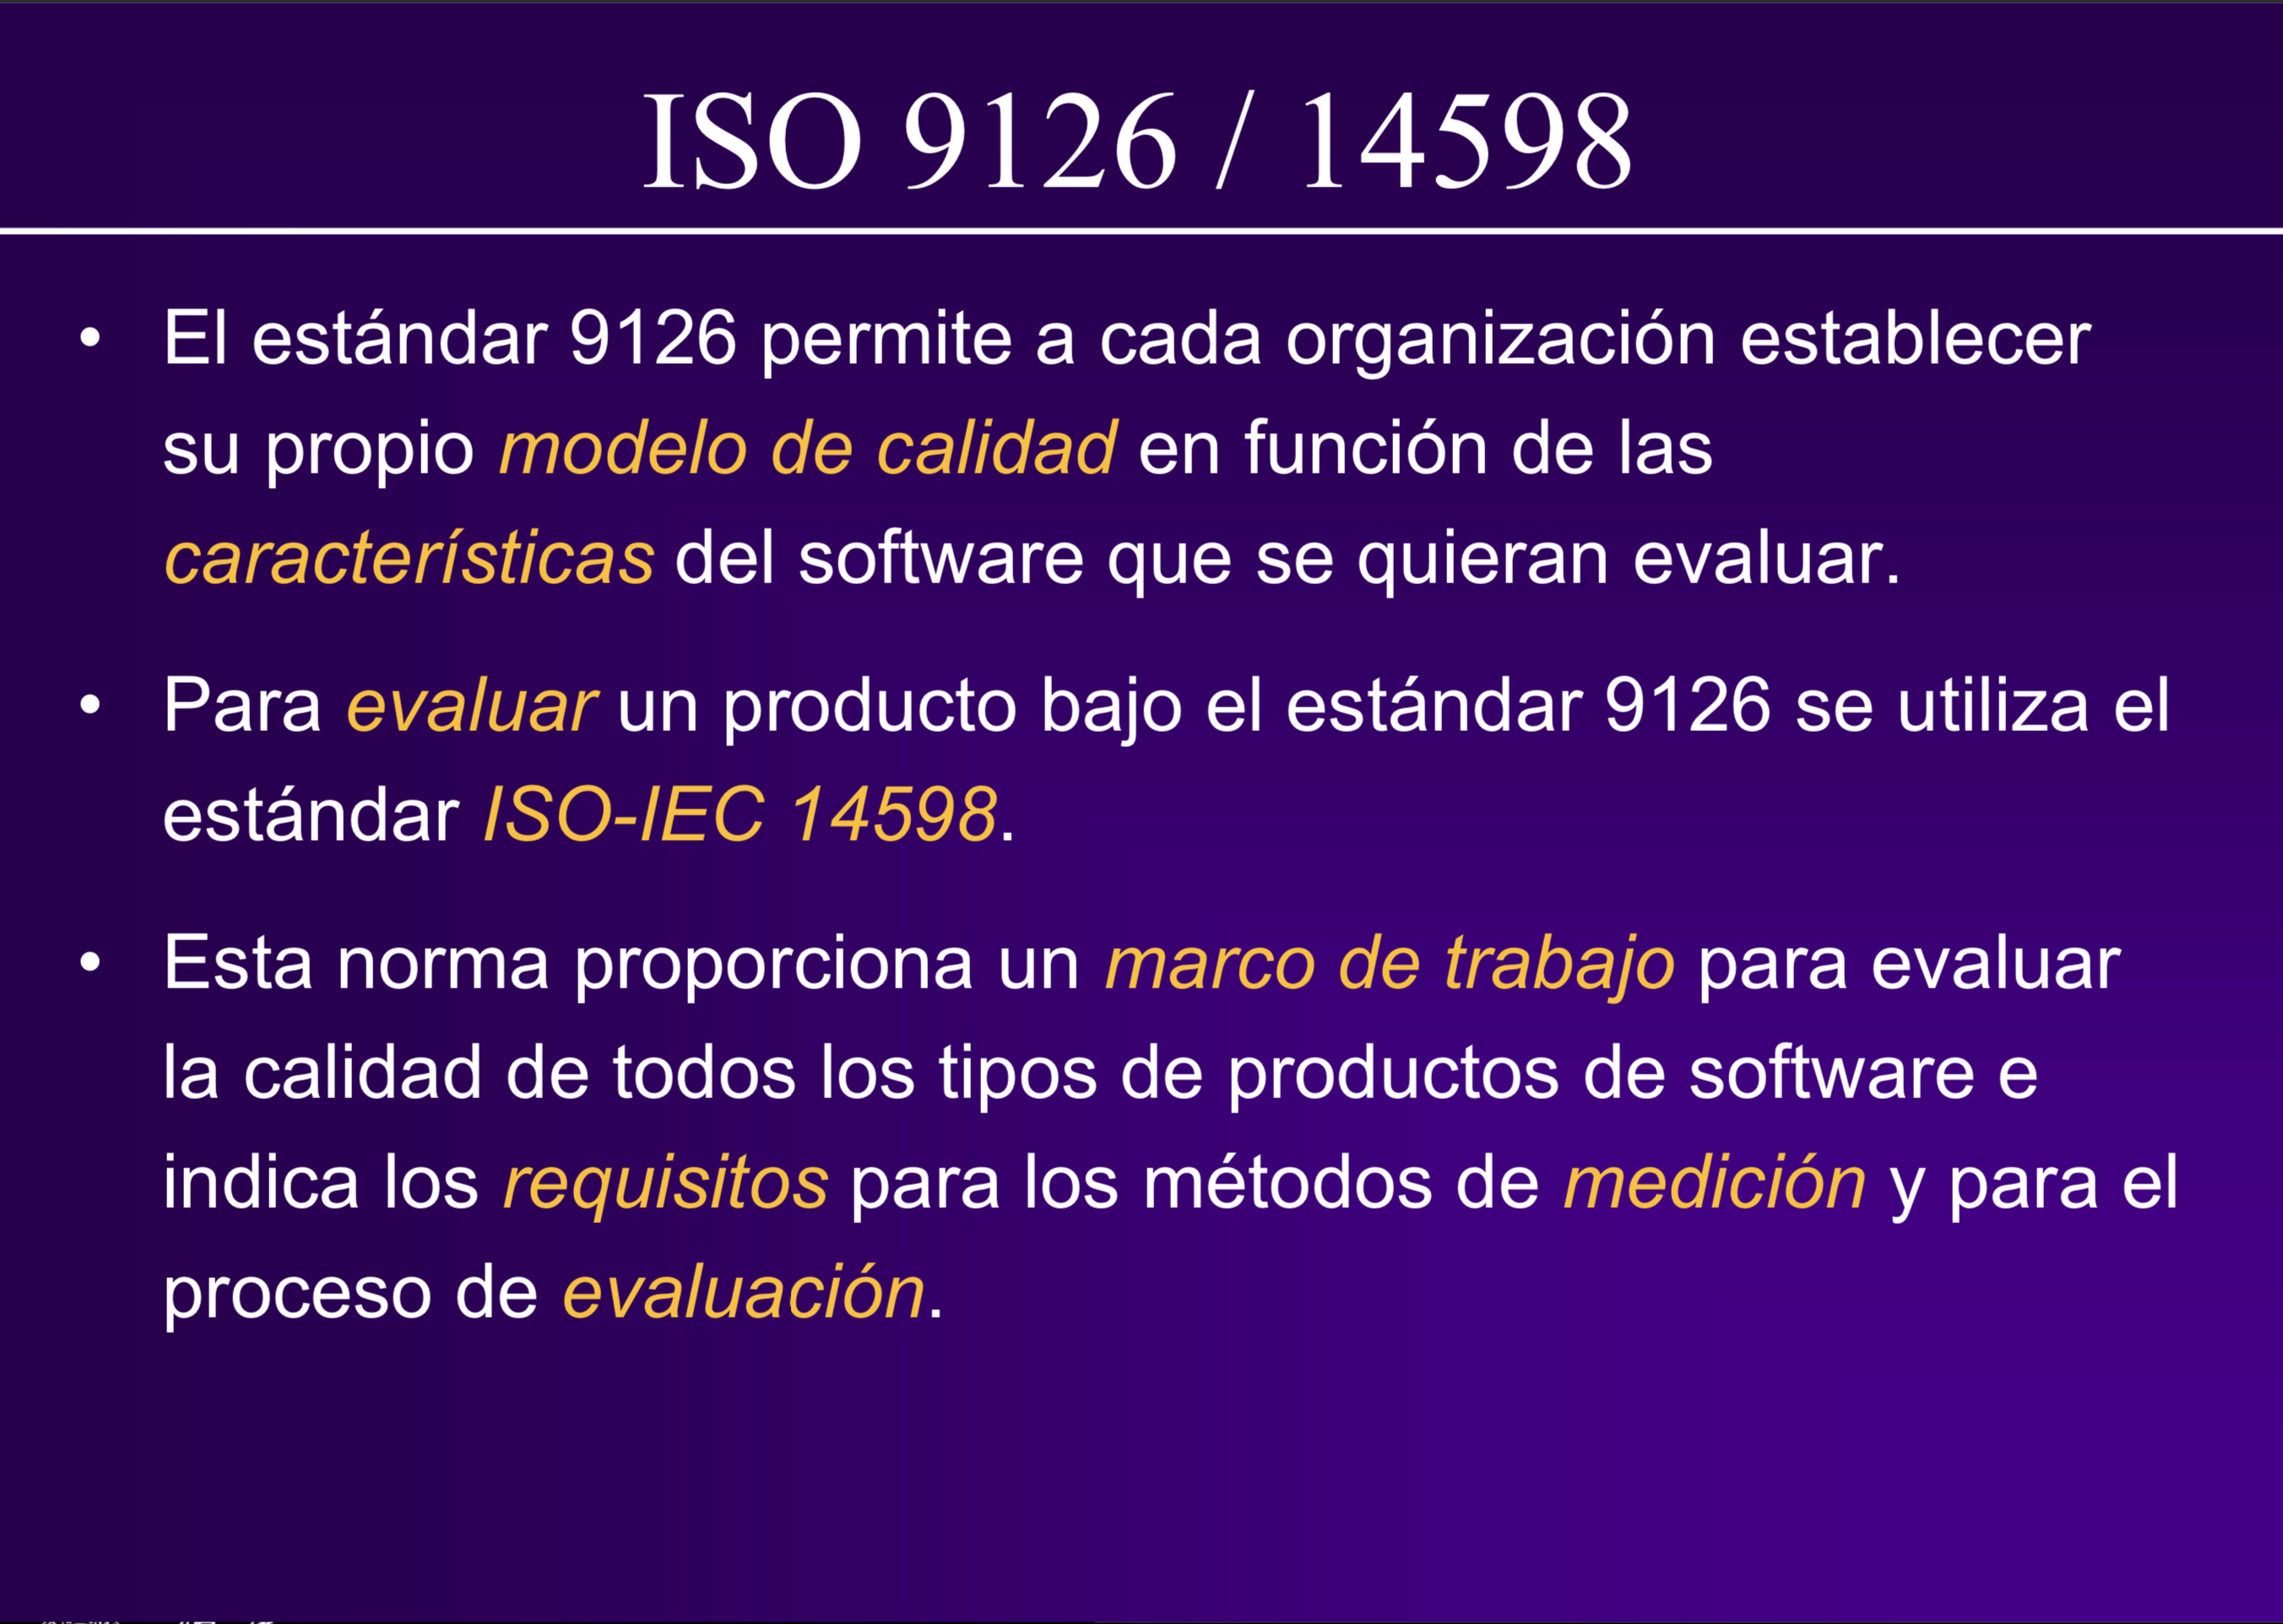 ISO 9126 / 14598
• El estándar 9126 permite a cada organización establecer
su propio modelo de calidad en función de las
características del software que se quieran evaluar.
• Para evaluar un producto bajo el estándar 9126 se utiliza el
estándar ISO-IEC 14598.
• Esta norma proporciona un marco de trabajo para evaluar
la calidad de todos los tipos de productos de software e
indica los requisitos para los métodos de medición y para el
proceso de evaluación.